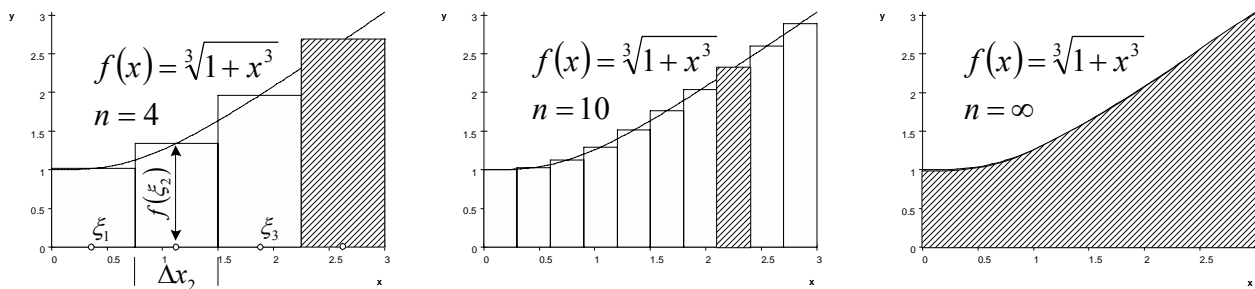 y
3
2.5
2
1.5
1
0.5
0
f(x) = ∛1 + x³
n = 4
f(ξ₂)
ξ₁
ξ₃
0 0.5 1 1.5 2 2.5 3
Δx₂
x
y
3
2.5
2
1.5
1
0.5
0
f(x) = ∛1 + x³
n = 10
0 0.5 1 1.5 2 2.5 3
x
y
3
2.5
2
1.5
1
0.5
0
f(x) = ∛1 + x³
n = ∞
0 0.5 1 1.5 2 2.5 3
x